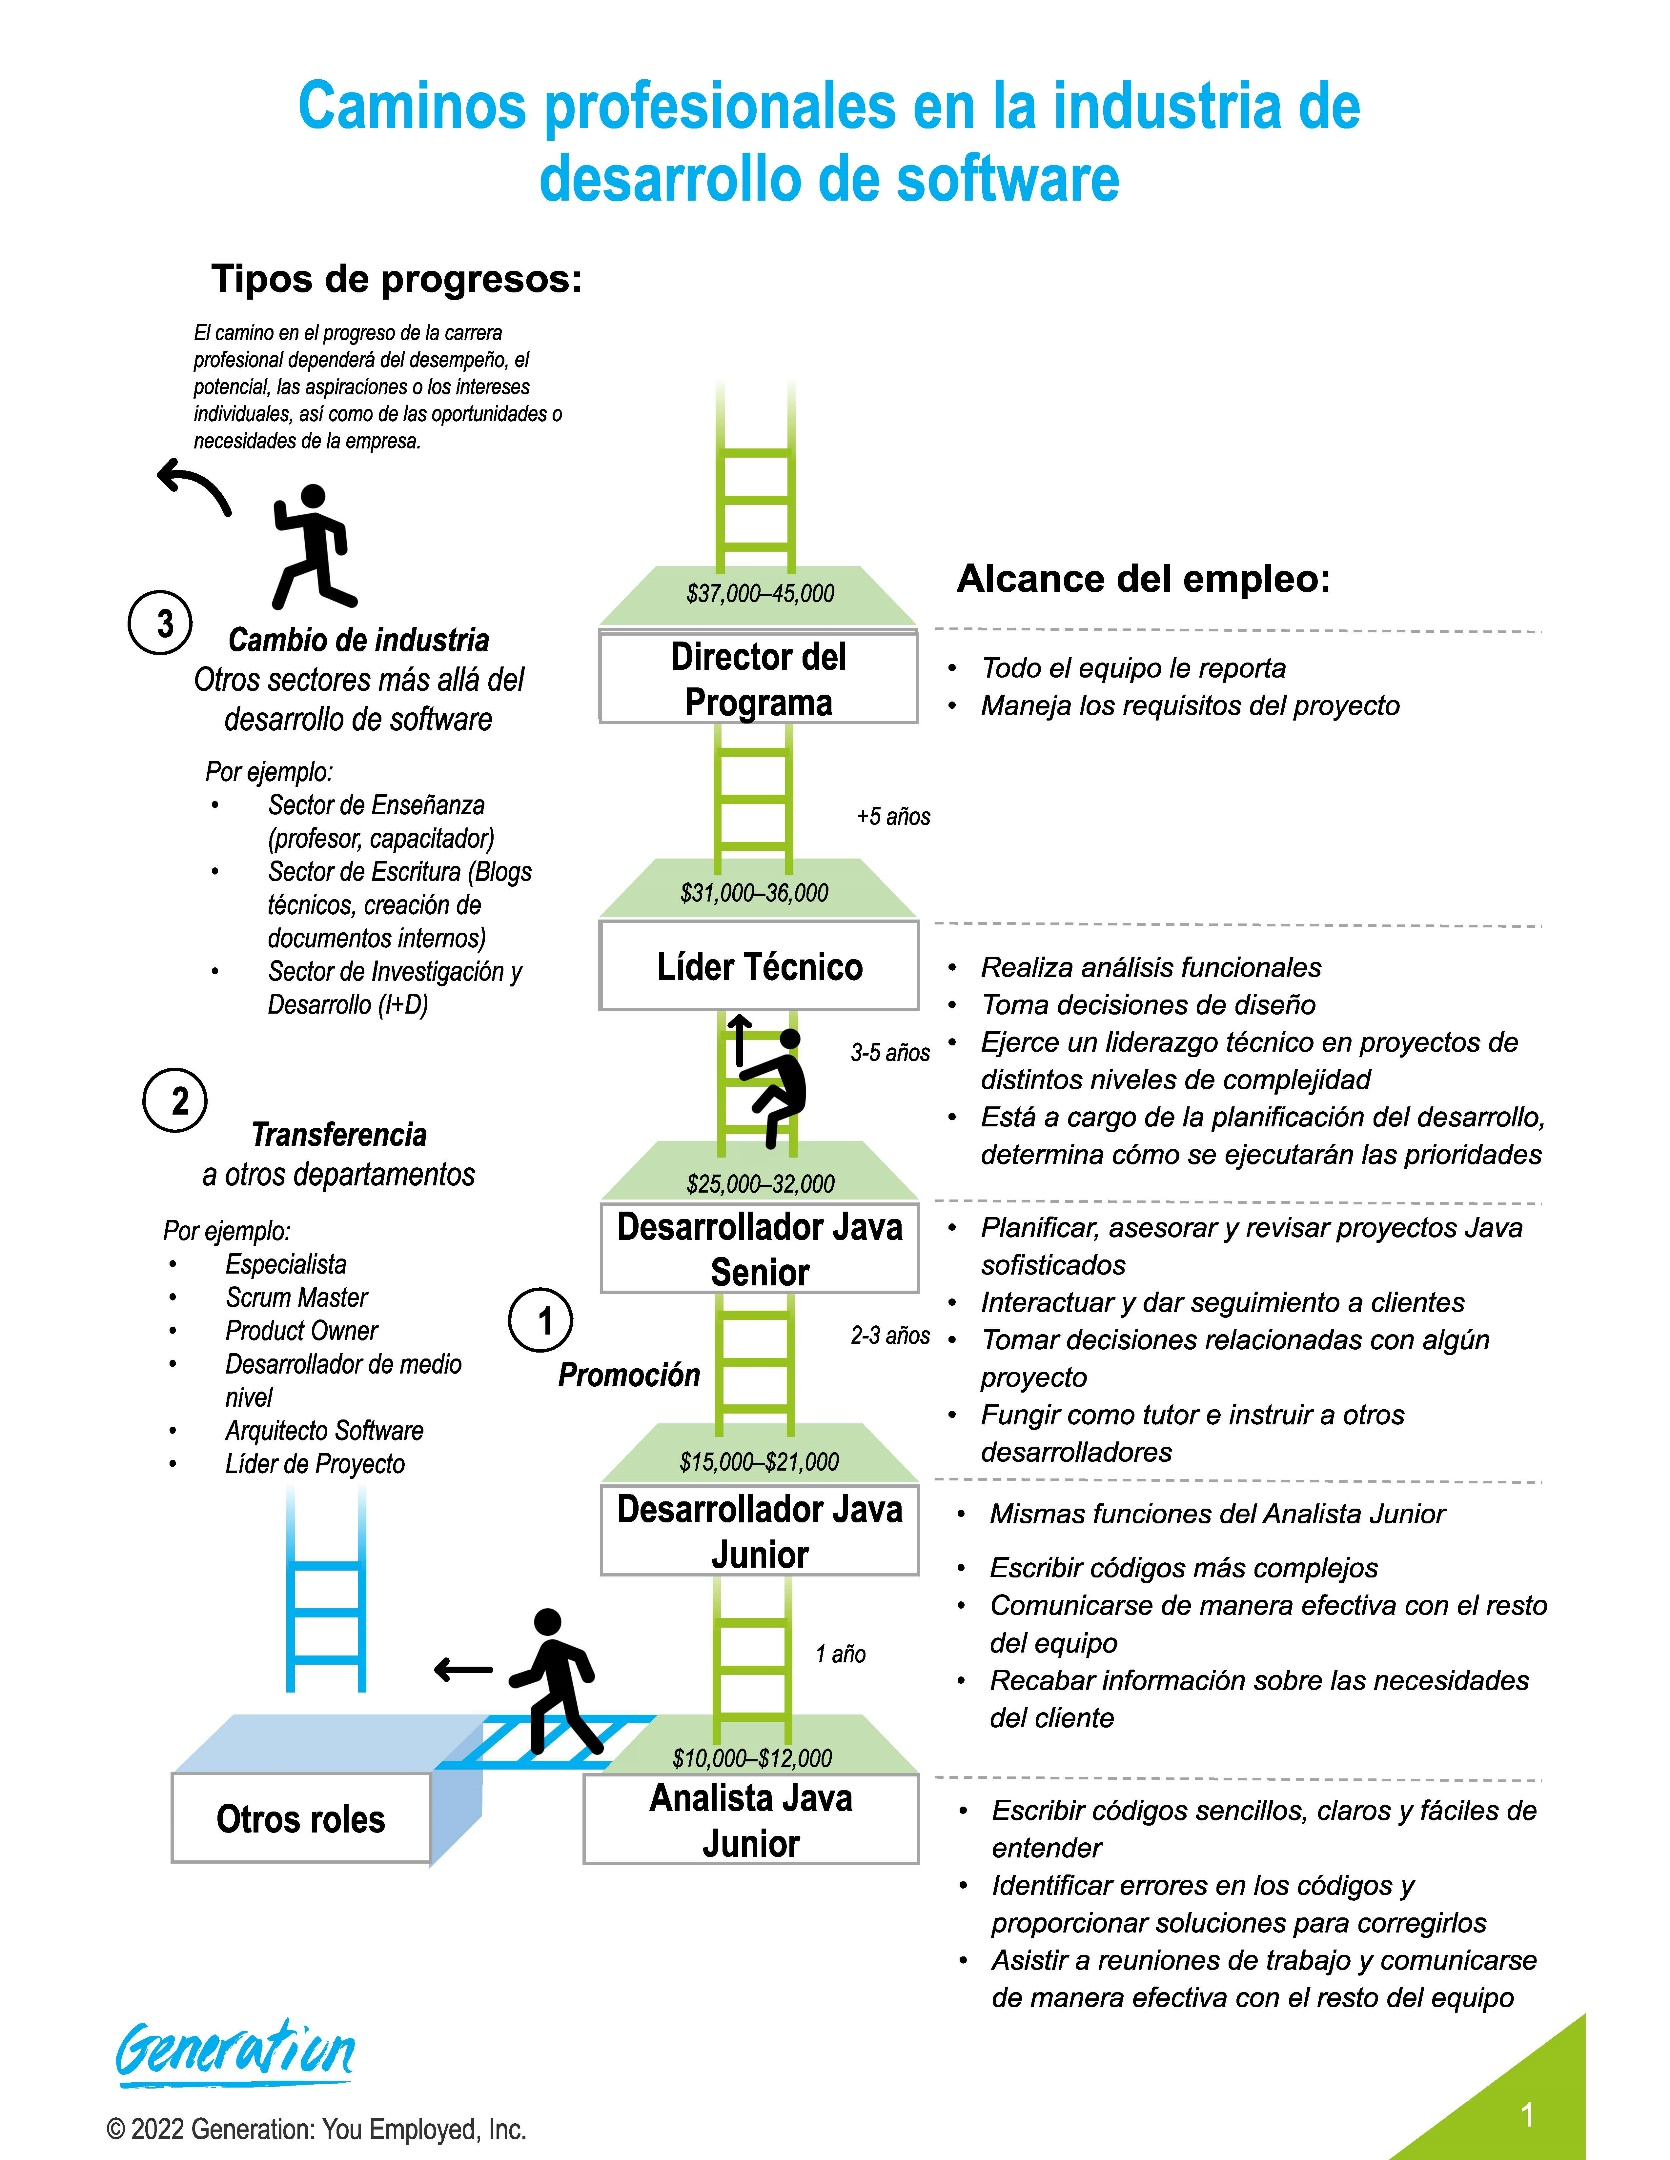 Caminos profesionales en la industria de
desarrollo de software
Tipos de progresos:
El camino en el progreso de la carrera
profesional dependerá del desempeño, el
potencial, las aspiraciones o los intereses
individuales, así como de las oportunidades o
necesidades de la empresa.
3
Cambio de industria
Otros sectores más allá del
desarrollo de software
Por ejemplo:
• Sector de Enseñanza
(profesor, capacitador)
• Sector de Escritura (Blogs
técnicos, creación de
documentos internos)
• Sector de Investigación y
Desarrollo (I+D)
2
Transferencia
a otros departamentos
Por ejemplo:
• Especialista
• Scrum Master
• Product Owner
• Desarrollador de medio
nivel
• Arquitecto Software
• Líder de Proyecto
Otros roles
1
Promoción
$37,000–45,000
Director del
Programa
+5 años
$31,000–36,000
Líder Técnico
3-5 años
$25,000–32,000
Desarrollador Java
Senior
2-3 años
$15,000–$21,000
Desarrollador Java
Junior
1 año
$10,000–$12,000
Analista Java
Junior
Alcance del empleo:
• Todo el equipo le reporta
• Maneja los requisitos del proyecto
• Realiza análisis funcionales
• Toma decisiones de diseño
• Ejerce un liderazgo técnico en proyectos de
distintos niveles de complejidad
• Está a cargo de la planificación del desarrollo,
determina cómo se ejecutarán las prioridades
• Planificar, asesorar y revisar proyectos Java
sofisticados
• Interactuar y dar seguimiento a clientes
• Tomar decisiones relacionadas con algún
proyecto
• Fungir como tutor e instruir a otros
desarrolladores
• Mismas funciones del Analista Junior
• Escribir códigos más complejos
• Comunicarse de manera efectiva con el resto
del equipo
• Recabar información sobre las necesidades
del cliente
• Escribir códigos sencillos, claros y fáciles de
entender
• Identificar errores en los códigos y
proporcionar soluciones para corregirlos
• Asistir a reuniones de trabajo y comunicarse
de manera efectiva con el resto del equipo
Generation
© 2022 Generation: You Employed, Inc.
1